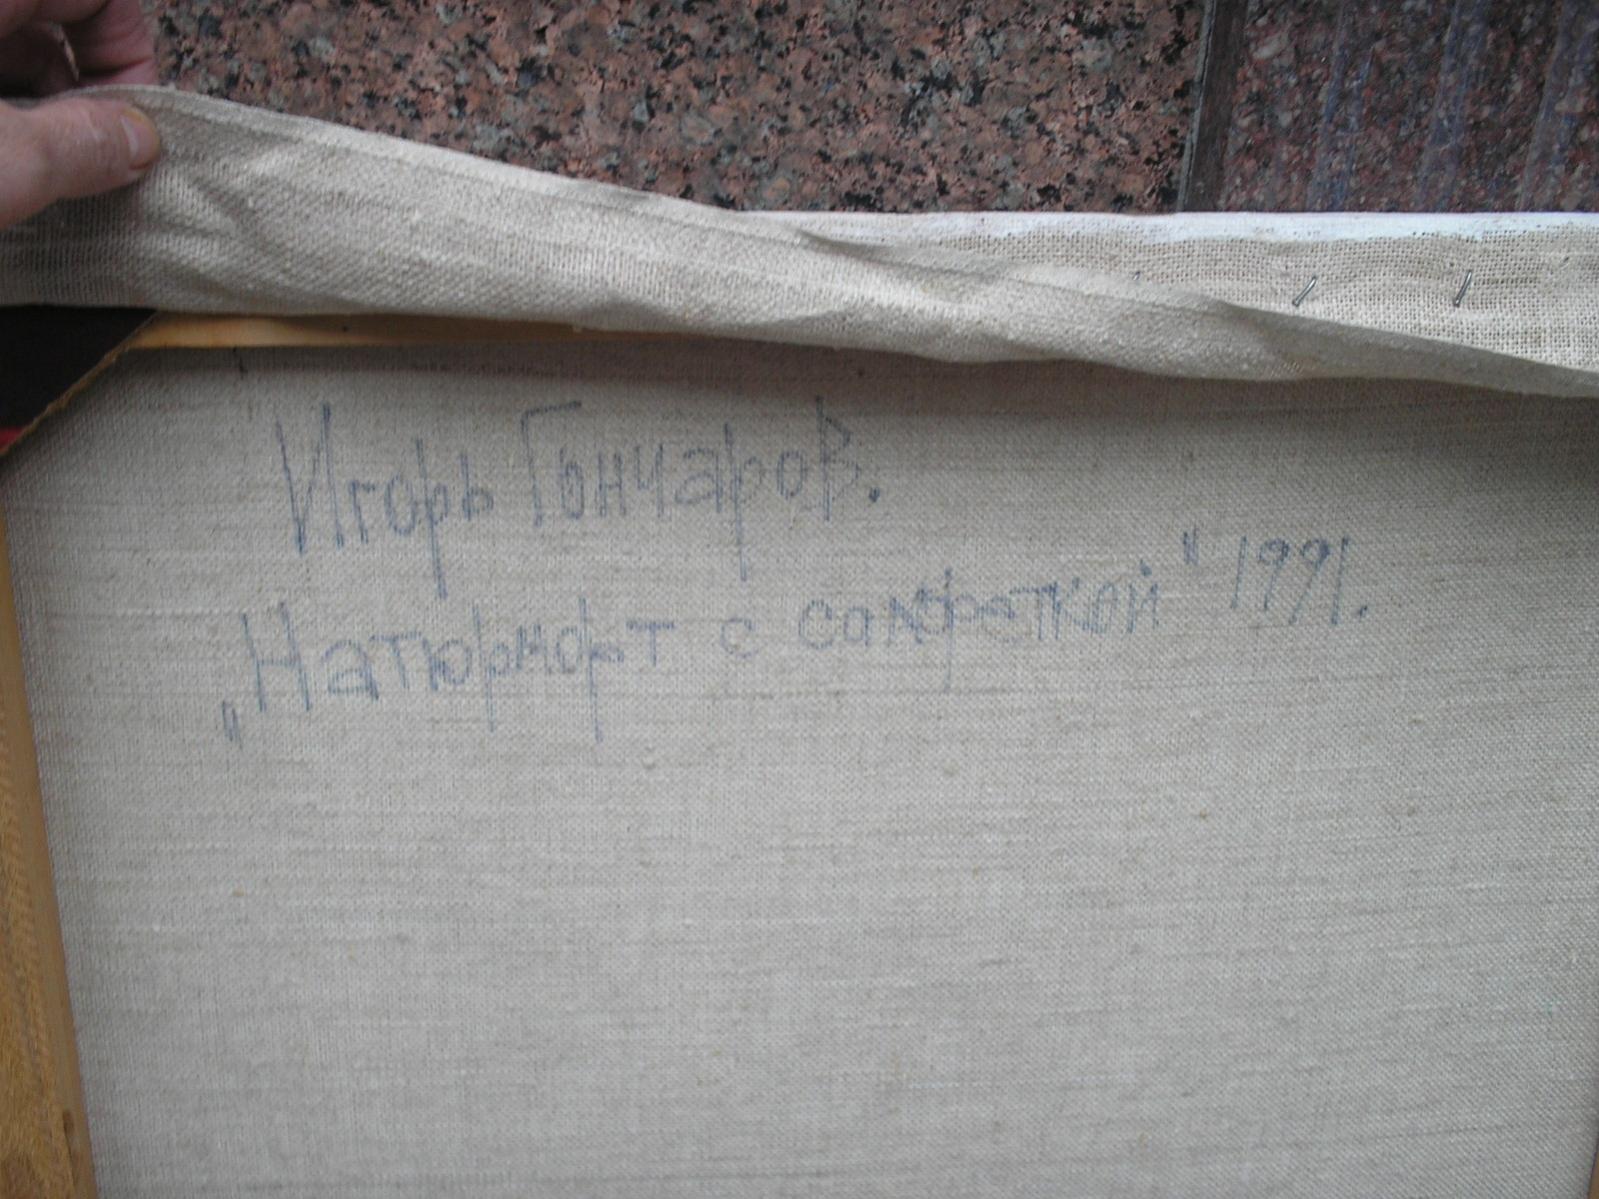 Игорь Гончаров.
„Натюрморт с салфеткой" 1991.